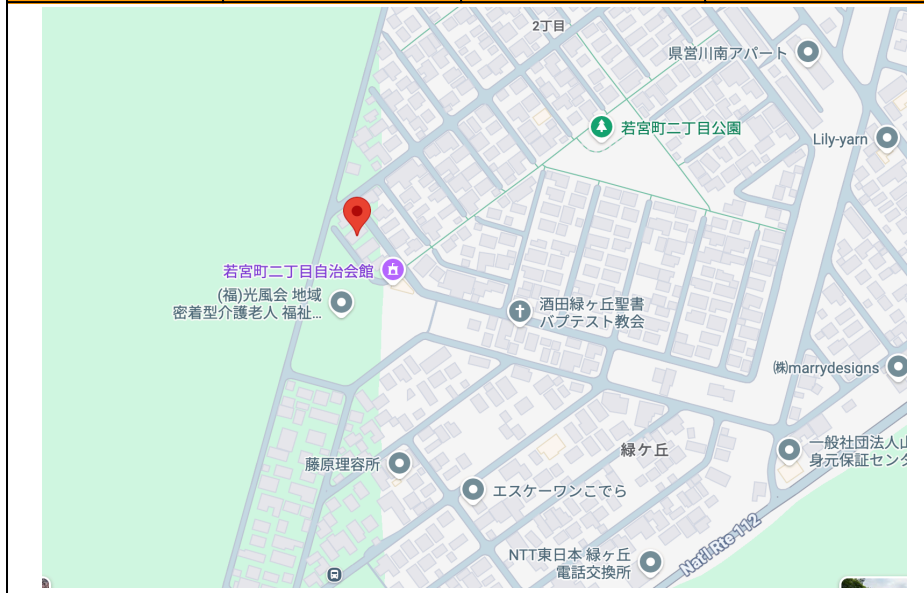 2丁目
県営川南アパート
若宮町二丁目公園
Lily-yarn
若宮町二丁目自治会館
(福)光風会 地域
密着型介護老人 福祉...
酒田緑ヶ丘聖書
バプテスト教会
㈱marrydesigns
緑ケ丘
一般社団法人山
身元保証センタ
藤原理容所
エスケーワンこでら
Nat'l Rte 112
NTT東日本 緑ヶ丘
電話交換所